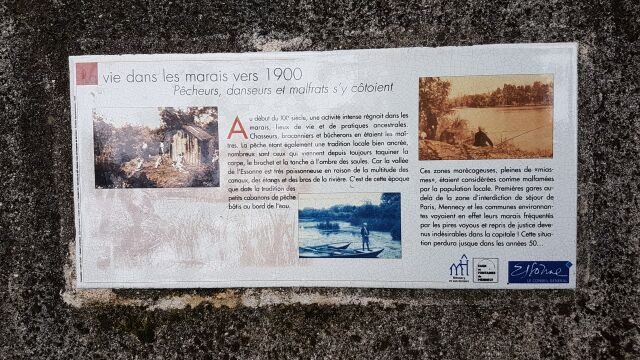 La vie dans les marais vers 1900
Pêcheurs, danseurs et malfrats s'y côtoient
Au début du XXe siècle, une activité intense régnait dans les
marais, lieux de vie et de pratiques ancestrales.
Chasseurs, braconniers et bûcherons en étaient les maî-
tres. La pêche étant également une tradition locale bien ancrée,
nombreux sont ceux qui viennent depuis toujours taquiner la
carpe, le brochet et la tanche à l'ombre des saules. Car la vallée
de l'Essonne est très poissonneuse en raison de la multitude des
canaux, des étangs et des bras de la rivière. C'est de cette époque
que date la tradition des
petits cabanons de pêche
bâtis au bord de l'eau.
Ces zones marécageuses, pleines de «mias-
mes», étaient considérées comme malfamées
par la population locale. Premières gares au-
delà de la zone d'interdiction de séjour de
Paris, Mennecy et les communes environnan-
tes voyaient en effet leurs marais fréquentés
par les pires voyous et repris de justice deve-
nus indésirables dans la capitale ! Cette situa-
tion perdura jusque dans les années 50...
Essonne
LE CONSEIL GÉNÉRAL